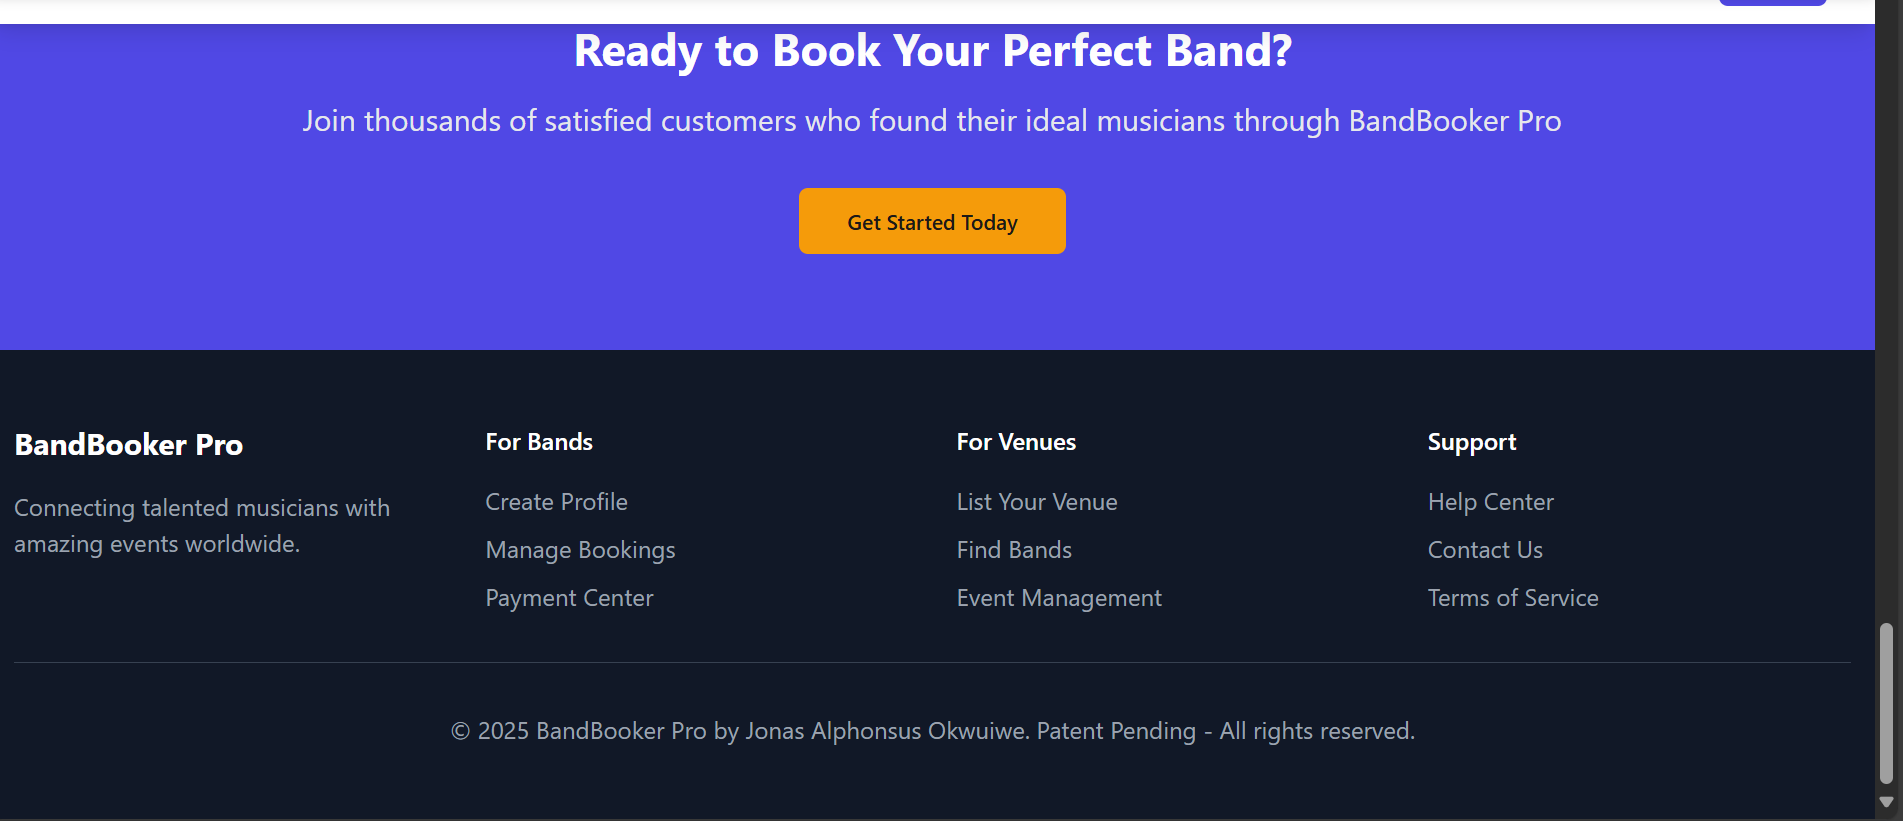 Ready to Book Your Perfect Band?
Join thousands of satisfied customers who found their ideal musicians through BandBooker Pro
Get Started Today
BandBooker Pro
Connecting talented musicians with
amazing events worldwide.
For Bands
Create Profile
Manage Bookings
Payment Center
For Venues
List Your Venue
Find Bands
Event Management
Support
Help Center
Contact Us
Terms of Service
© 2025 BandBooker Pro by Jonas Alphonsus Okwuiwe. Patent Pending - All rights reserved.